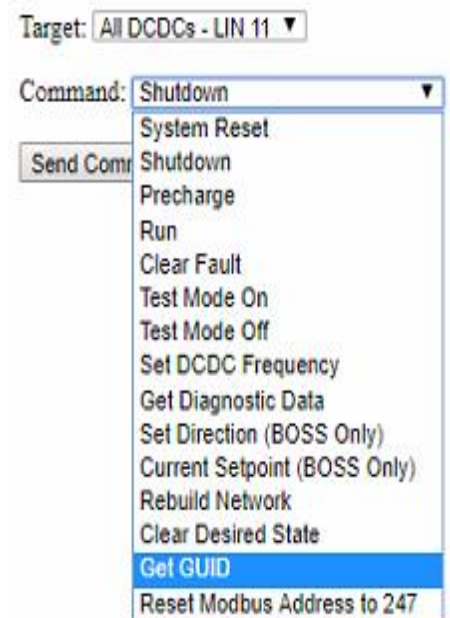 Target: All DCDCs - LIN 11
Command: Shutdown
System Reset
Send Comm
Shutdown
Precharge
Run
Clear Fault
Test Mode On
Test Mode Off
Set DCDC Frequency
Get Diagnostic Data
Set Direction (BOSS Only)
Current Setpoint (BOSS Only)
Rebuild Network
Clear Desired State
Get GUID
Reset Modbus Address to 247